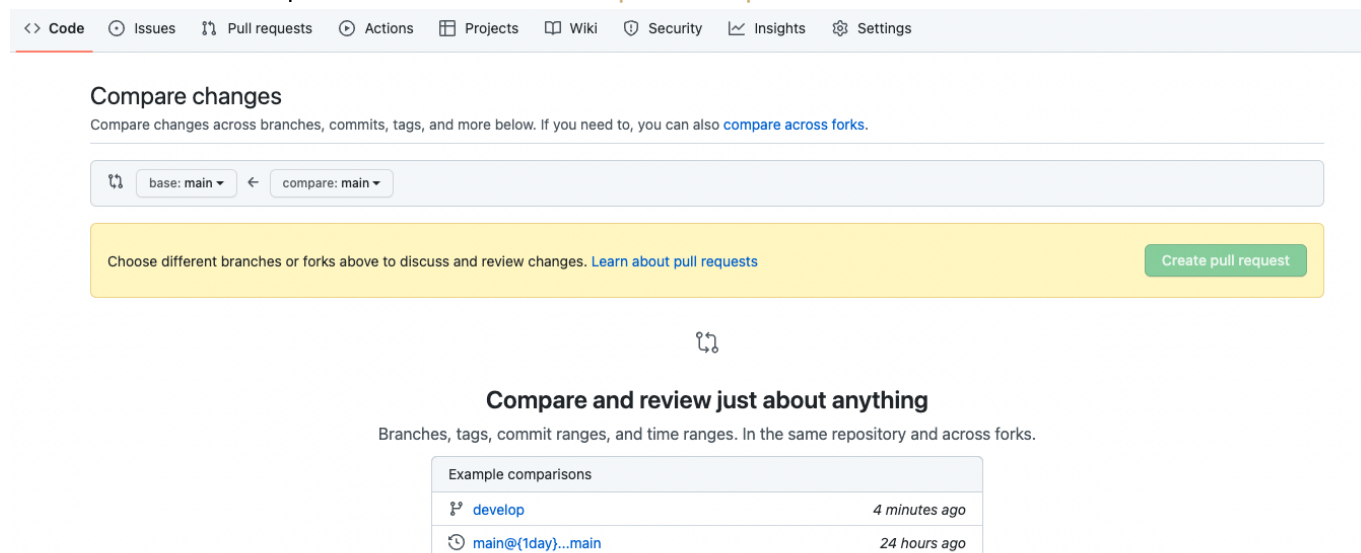 Code Issues Pull requests Actions Projects Wiki Security Insights Settings
Compare changes
Compare changes across branches, commits, tags, and more below. If you need to, you can also compare across forks.
base: main ← compare: main
Choose different branches or forks above to discuss and review changes. Learn about pull requests Create pull request
Compare and review just about anything
Branches, tags, commit ranges, and time ranges. In the same repository and across forks.
Example comparisons
develop 4 minutes ago
main@{1day}...main 24 hours ago